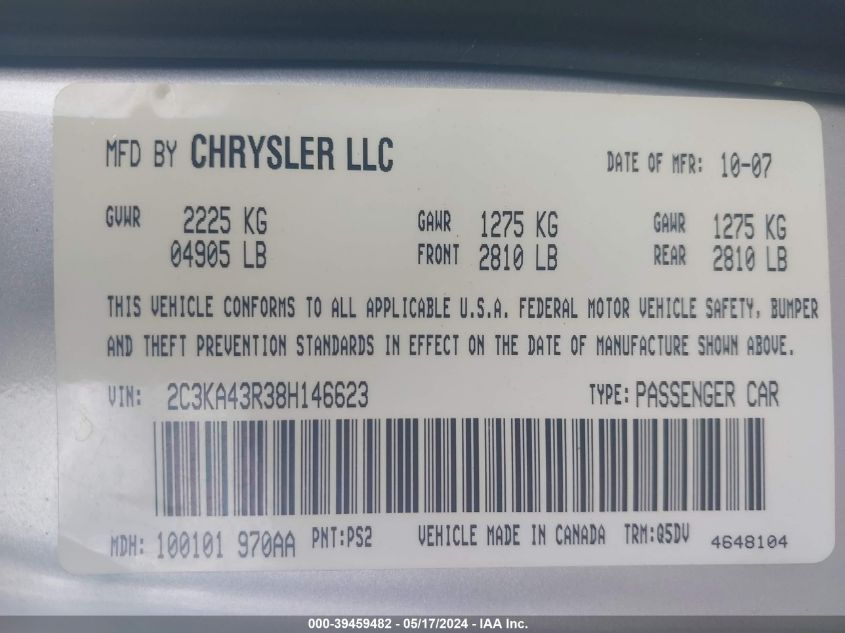 MFD BY CHRYSLER LLC DATE OF MFR: 10-07
GVWR 2225 KG GAWR 1275 KG GAWR 1275 KG
04905 LB FRONT 2810 LB REAR 2810 LB
THIS VEHICLE CONFORMS TO ALL APPLICABLE U.S.A. FEDERAL MOTOR VEHICLE SAFETY, BUMPER
AND THEFT PREVENTION STANDARDS IN EFFECT ON THE DATE OF MANUFACTURE SHOWN ABOVE.
VIN: 2C3KA43R38H146623 TYPE: PASSENGER CAR
MDH: 100101 970AA PNT:PS2 VEHICLE MADE IN CANADA TRM:Q5DV 4648104
000-39459482 - 05/17/2024 - IAA Inc.